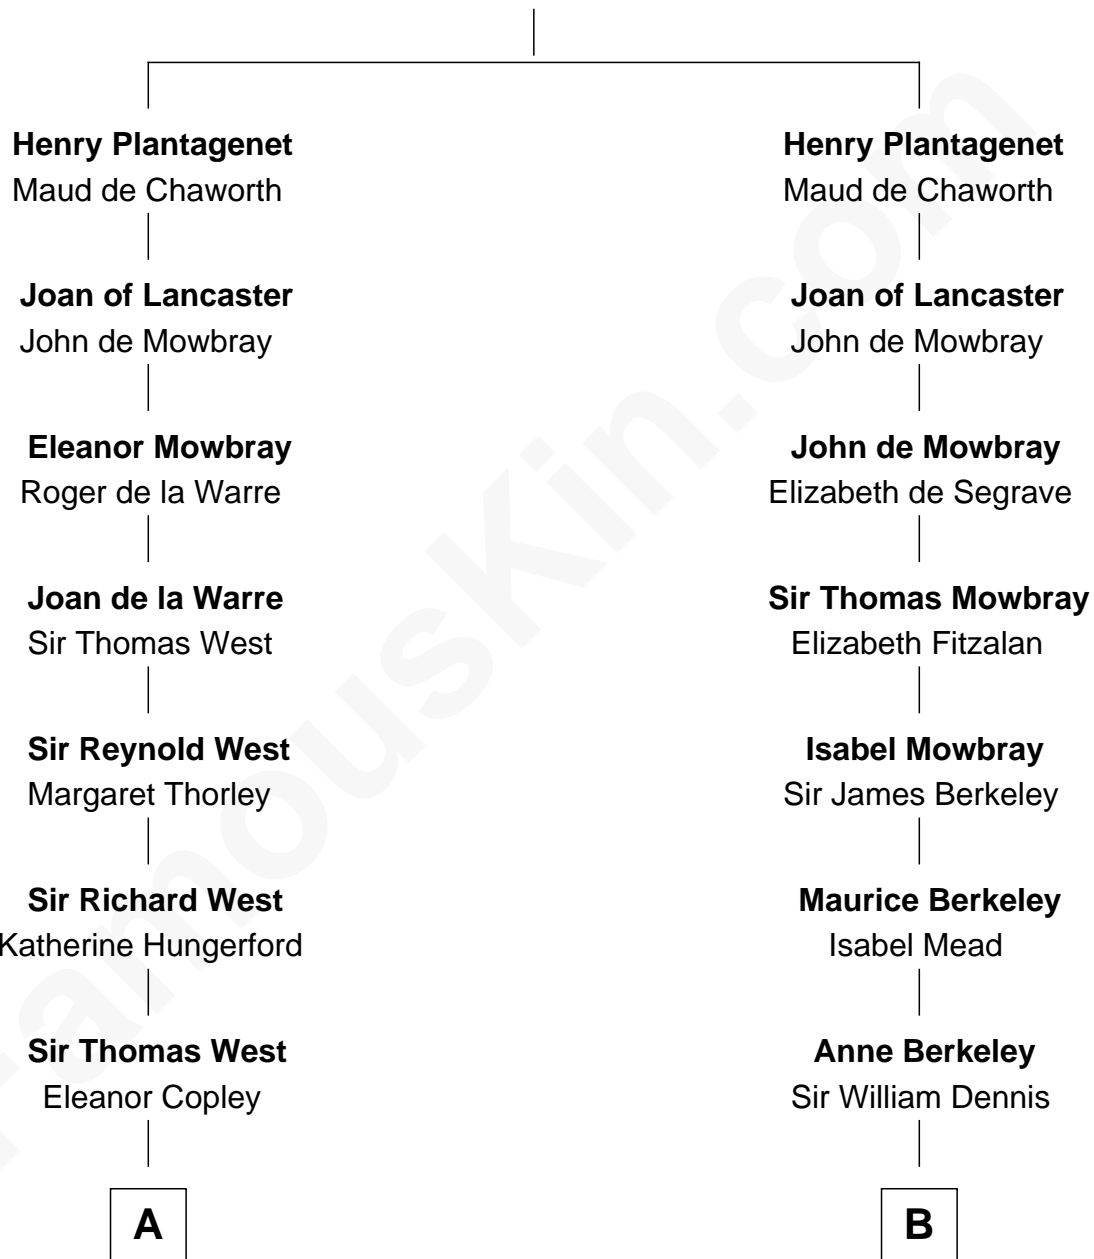 Henry Plantagenet
Maud de Chaworth
Joan of Lancaster
John de Mowbray
Eleanor Mowbray
Roger de la Warre
Joan de la Warre
Sir Thomas West
Sir Reynold West
Margaret Thorley
Sir Richard West
Katherine Hungerford
Sir Thomas West
Eleanor Copley
A
Henry Plantagenet
Maud de Chaworth
Joan of Lancaster
John de Mowbray
John de Mowbray
Elizabeth de Segrave
Sir Thomas Mowbray
Elizabeth Fitzalan
Isabel Mowbray
Sir James Berkeley
Maurice Berkeley
Isabel Mead
Anne Berkeley
Sir William Dennis
B
FamousKin.com